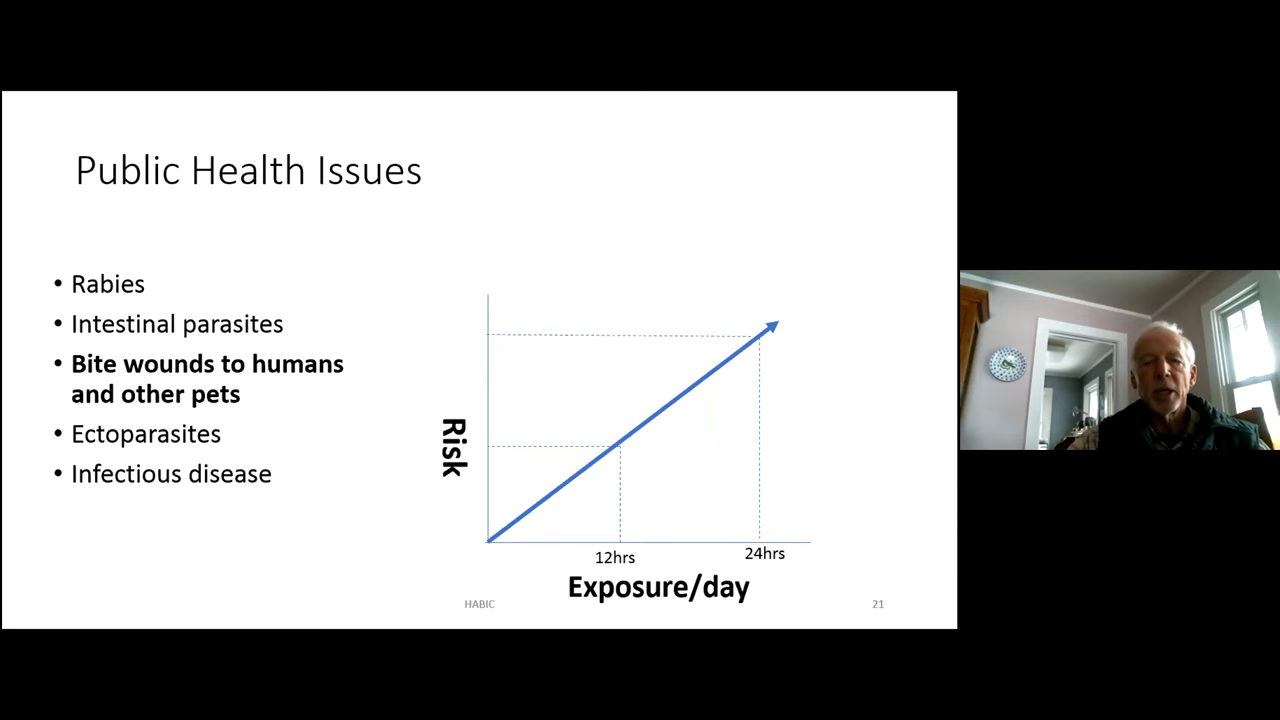 Public Health Issues
• Rabies
• Intestinal parasites
• Bite wounds to humans
and other pets
• Ectoparasites
• Infectious disease
Risk
12hrs
24hrs
Exposure/day
HABIC
21